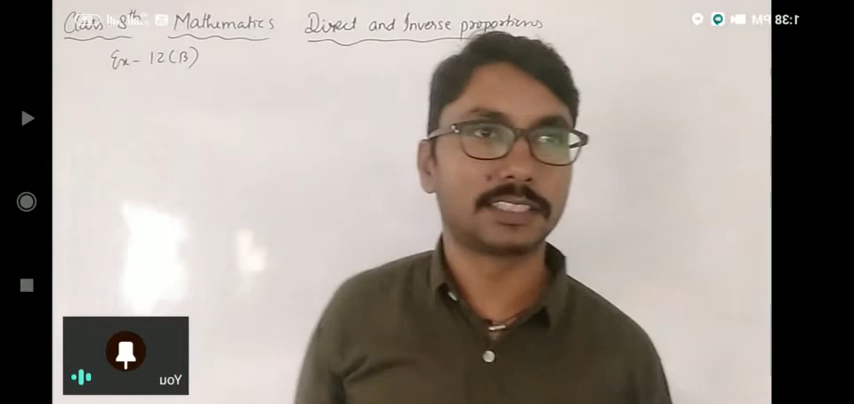 Class 8th Mathematics Direct and Inverse proportions
1:38 PM
Ex - 12(B)
You